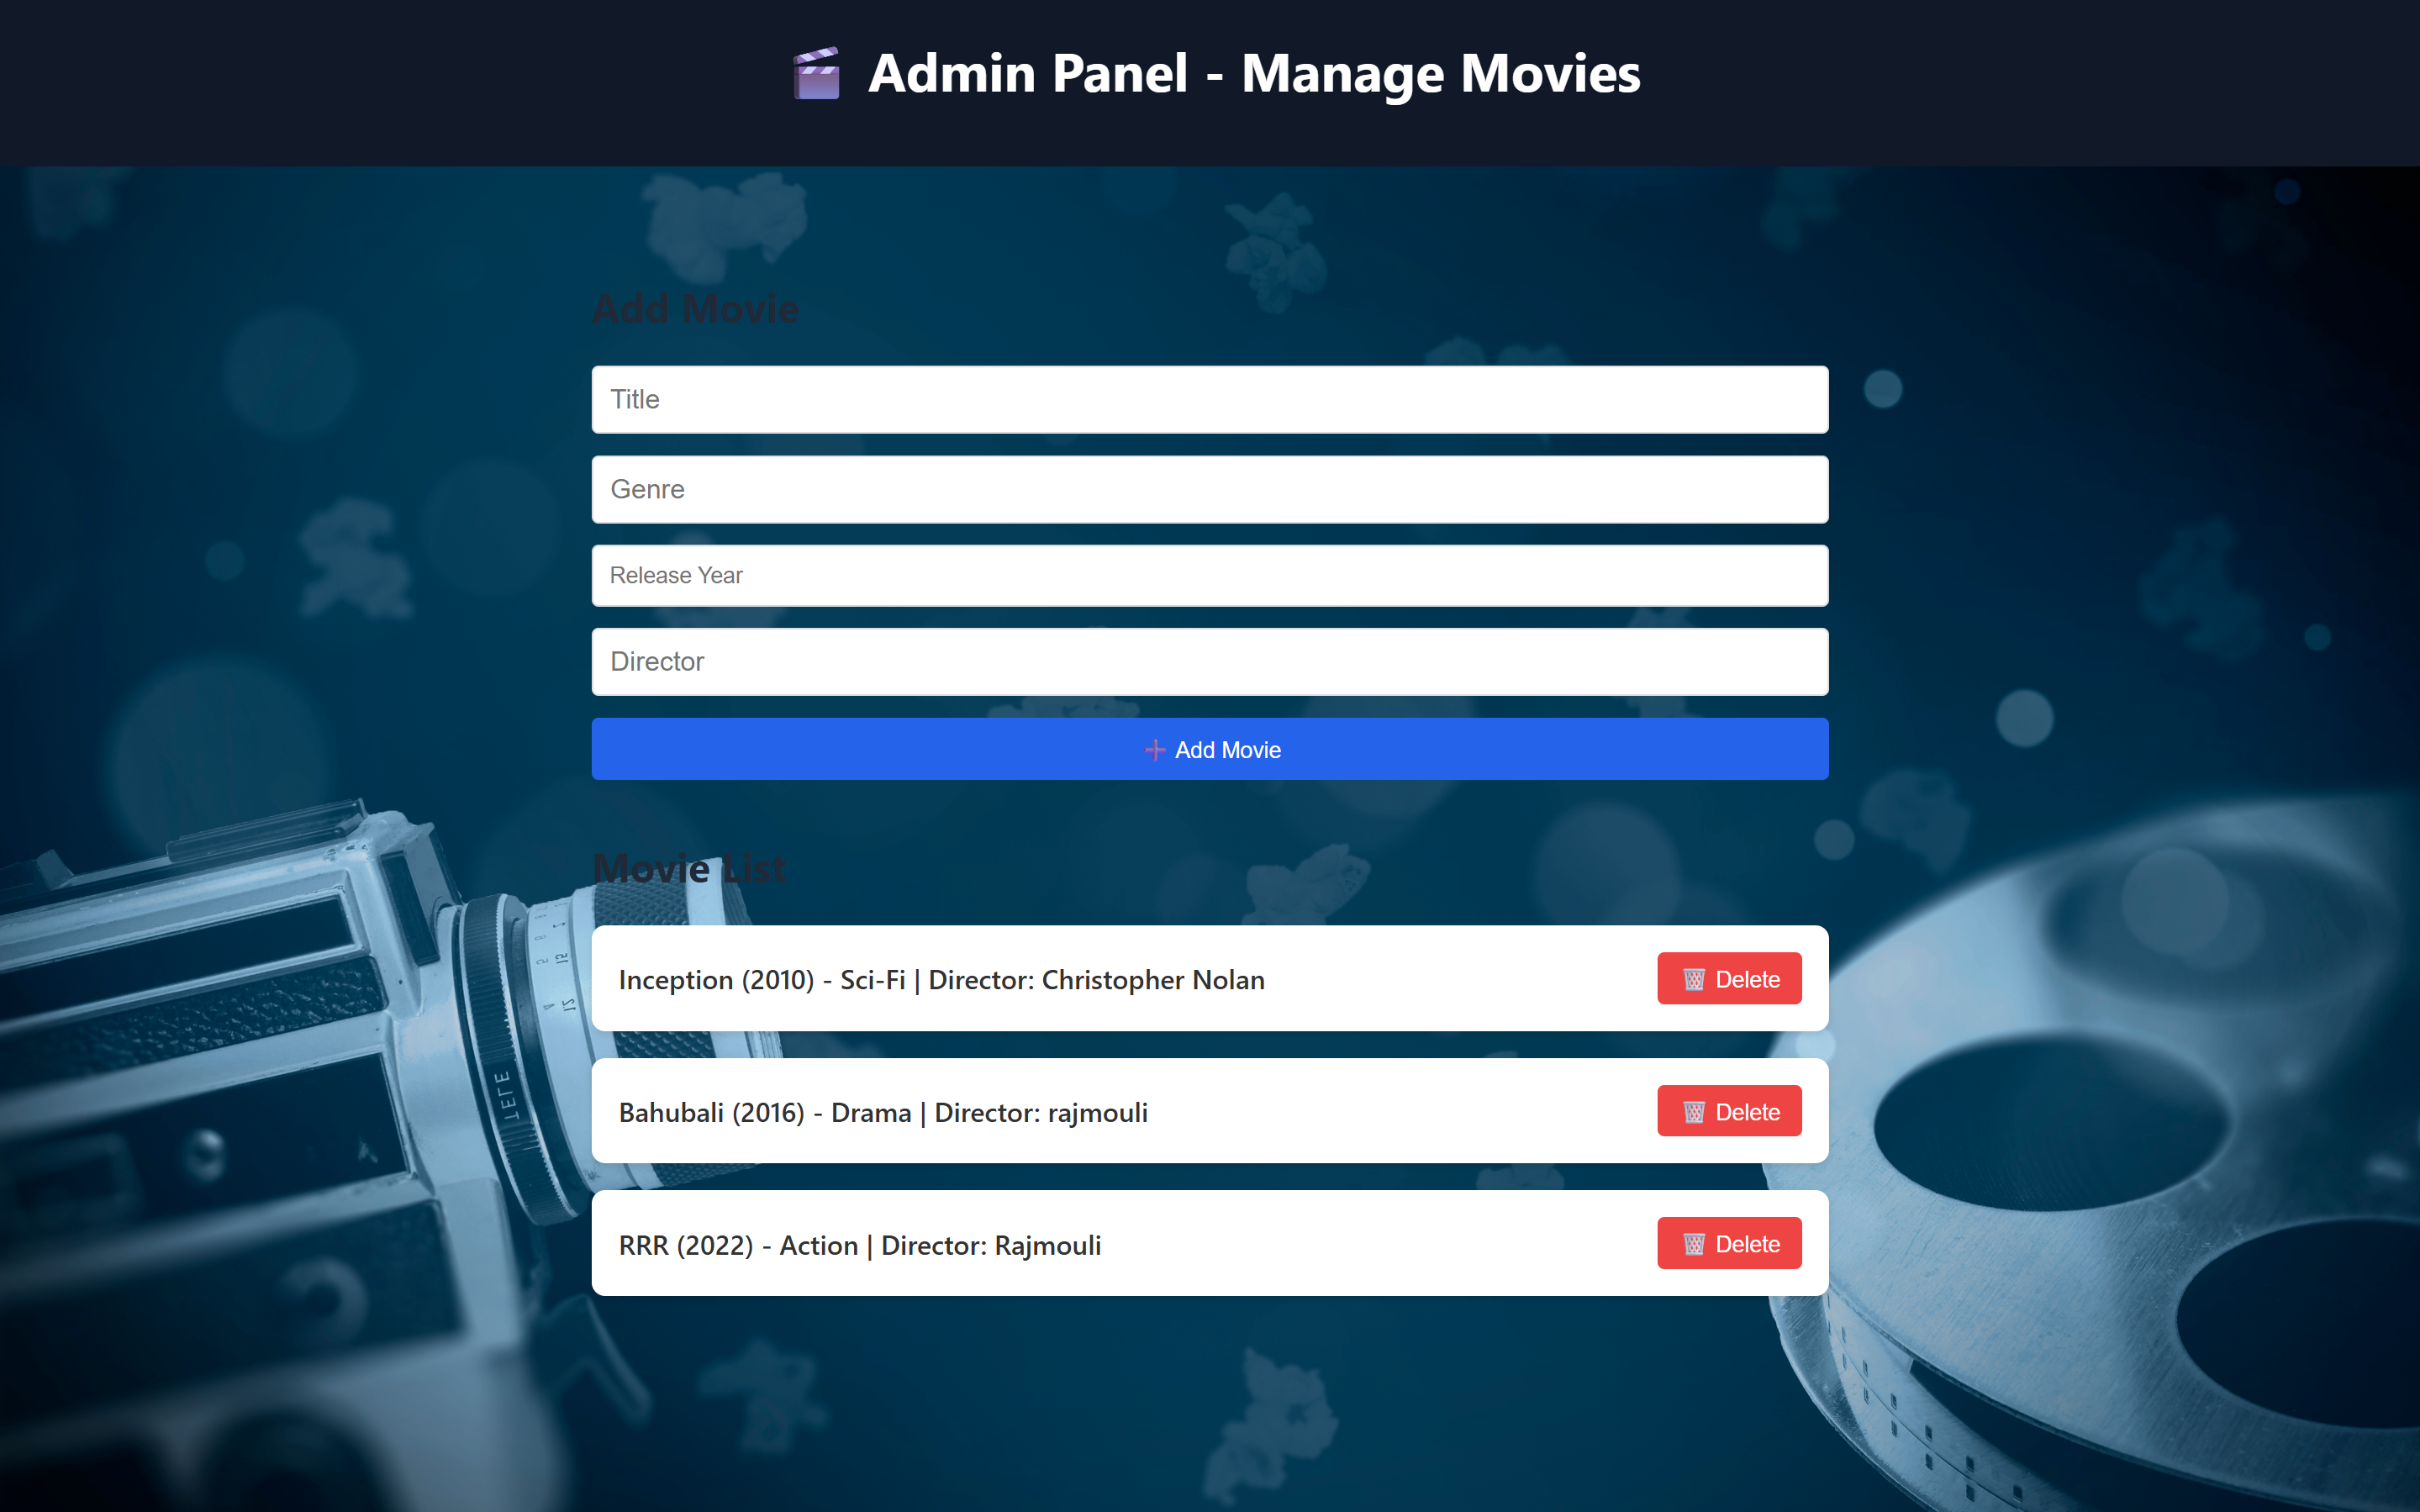 Admin Panel - Manage Movies
Add Movie
Title
Genre
Release Year
Director
Add Movie
Movie List
Inception (2010) - Sci-Fi | Director: Christopher Nolan
Delete
Bahubali (2016) - Drama | Director: rajmouli
Delete
RRR (2022) - Action | Director: Rajmouli
Delete
TELE